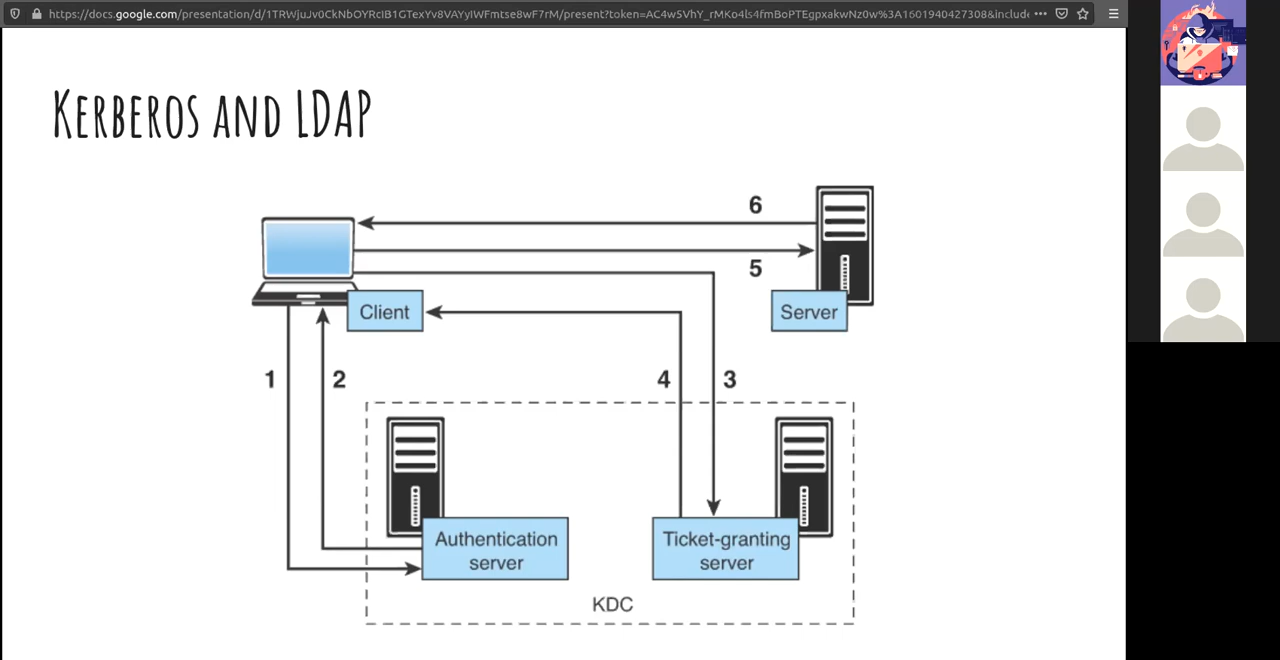 https://docs.google.com/presentation/d/1TRWjuJv0CkNbOYRcIB1GTexYv8VAYyIWFmtse8wF7rM/present?token=AC4w5VhY_rMKo4ls4fmBoPTEgpxakwNz0w%3A1601940427308&include
Kerberos and LDAP
6
5
Client
Server
1
2
4
3
Authentication
server
Ticket-granting
server
KDC